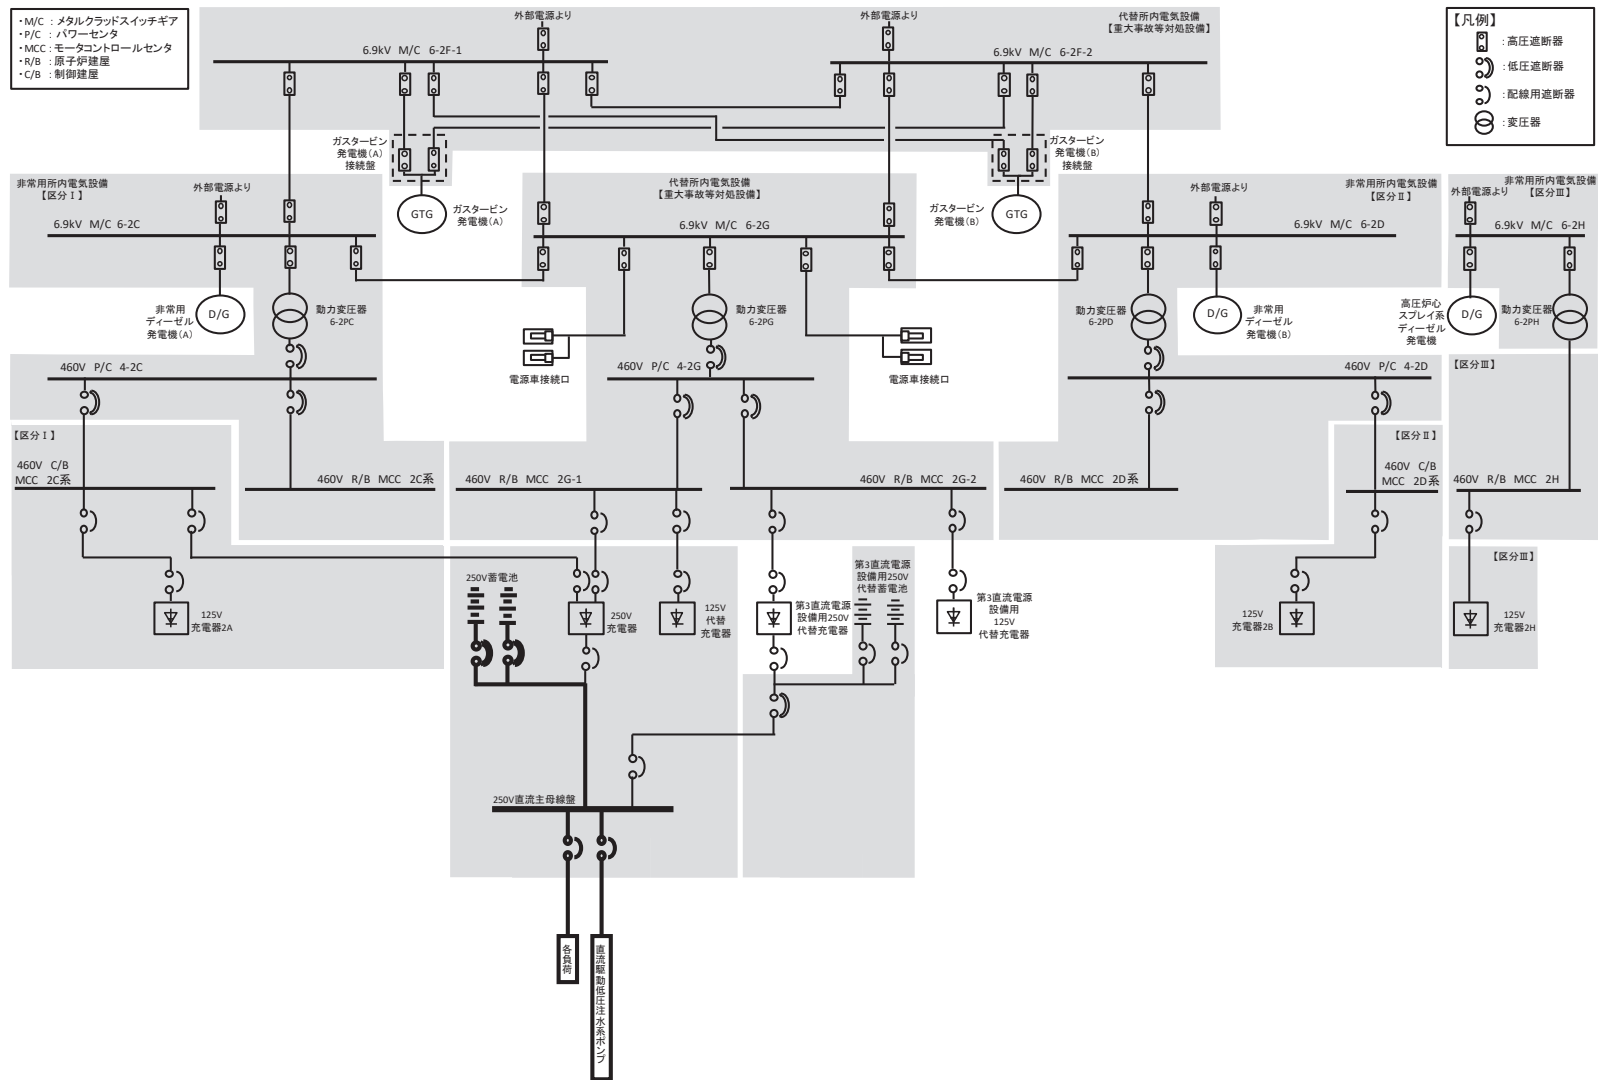 ・M/C ：メタルクラッドスイッチギア
・P/C ：パワーセンタ
・MCC：モータコントロールセンタ
・R/B ：原子炉建屋
・C/B ：制御建屋
外部電源より
外部電源より
代替所内電気設備
【重大事故等対処設備】
6.9kV M/C 6-2F-1
6.9kV M/C 6-2F-2
【凡例】
：高圧遮断器
：低圧遮断器
：配線用遮断器
：変圧器
ガスタービン
発電機(A)
接続盤
ガスタービン
発電機(B)
接続盤
非常用所内電気設備
【区分Ⅰ】
外部電源より
6.9kV M/C 6-2C
GTG
ガスタービン
発電機(A)
代替所内電気設備
【重大事故等対処設備】
6.9kV M/C 6-2G
ガスタービン
発電機(B)
GTG
外部電源より
非常用所内電気設備
【区分Ⅱ】
6.9kV M/C 6-2D
非常用所内電気設備
【区分Ⅲ】
外部電源より
6.9kV M/C 6-2H
非常用
ディーゼル
発電機(A)
D/G
動力変圧器
6-2PC
動力変圧器
6-2PG
動力変圧器
6-2PD
D/G
非常用
ディーゼル
発電機(B)
高圧炉心
スプレイ系
ディーゼル
発電機
D/G
動力変圧器
6-2PH
460V P/C 4-2C
電源車接続口
460V P/C 4-2G
電源車接続口
460V P/C 4-2D
【区分Ⅲ】
【区分Ⅰ】
460V C/B
MCC 2C系
460V R/B MCC 2C系
460V R/B MCC 2G-1
460V R/B MCC 2G-2
460V R/B MCC 2D系
【区分Ⅱ】
460V C/B
MCC 2D系
460V R/B MCC 2H
125V
充電器2A
250V蓄電池
250V
充電器
125V
代替
充電器
第3直流電源
設備用250V
代替充電器
第3直流電源
設備用250V
代替蓄電池
第3直流電源
設備用
125V
代替充電器
125V
充電器2B
【区分Ⅲ】
125V
充電器2H
250V直流主母線盤
各負荷
直流駆動低圧注水系ポンプ